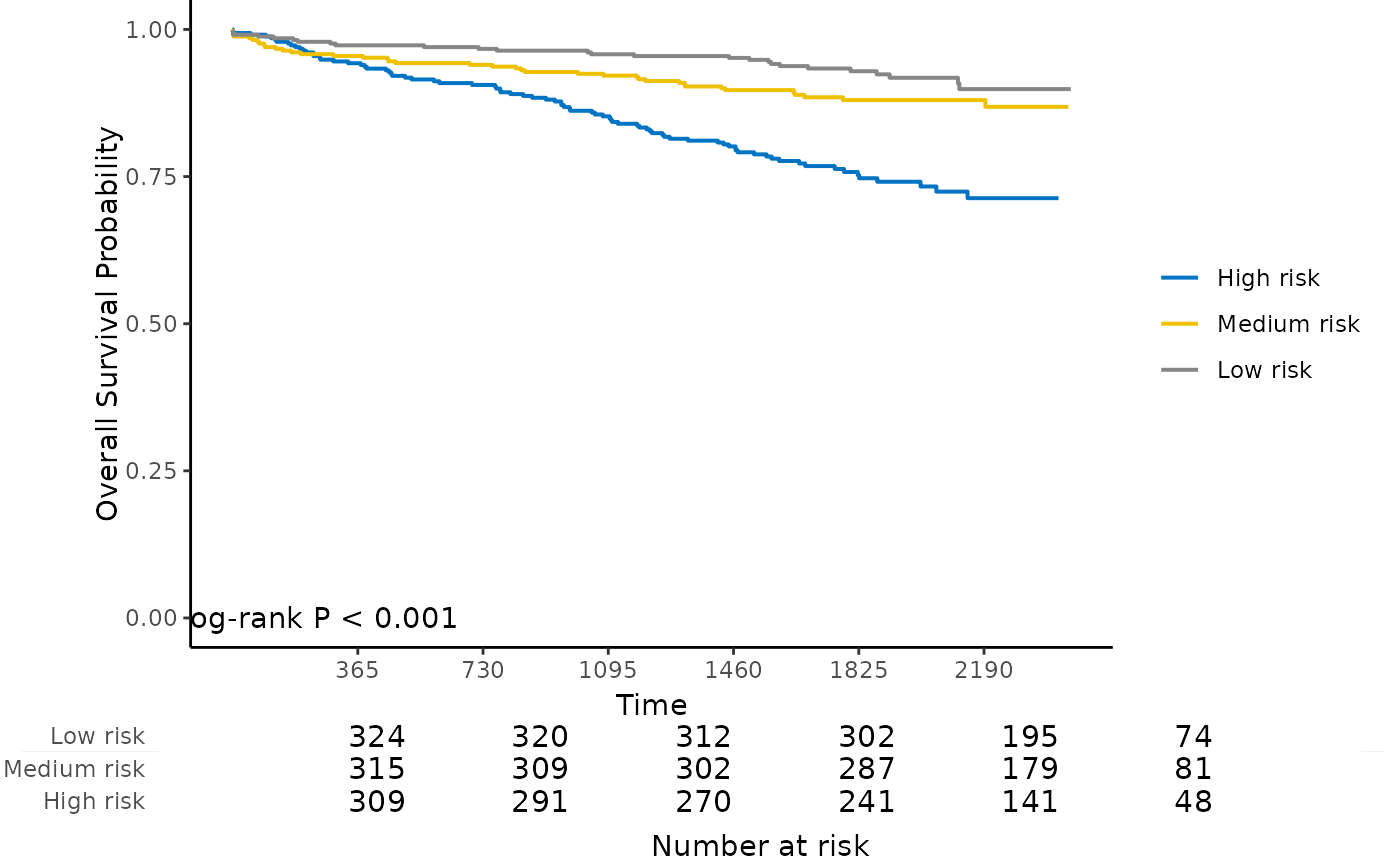 1.00
0.75
0.50
0.25
0.00
Overall Survival Probability
og-rank P < 0.001
365 730 1095 1460 1825 2190
Time
High risk
Medium risk
Low risk
Low risk 324 320 312 302 195 74
Medium risk 315 309 302 287 179 81
High risk 309 291 270 241 141 48
Number at risk